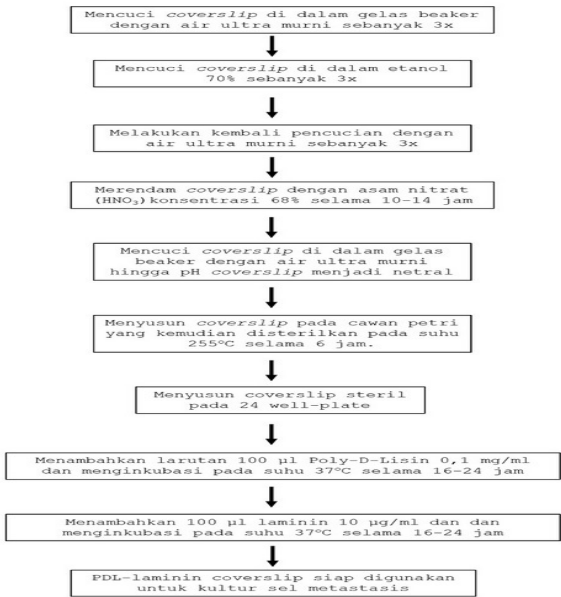 Mencuci coverslip di dalam gelas beaker
dengan air ultra murni sebanyak 3x
Mencuci coverslip di dalam etanol
70% sebanyak 3x
Melakukan kembali pencucian dengan
air ultra murni sebanyak 3x
Merendam coverslip dengan asam nitrat
(HNO₃) konsentrasi 68% selama 10-14 jam
Mencuci coverslip di dalam gelas
beaker dengan air ultra murni
hingga pH coverslip menjadi netral
Menyusun coverslip pada cawan petri
yang kemudian disterilkan pada suhu
255°C selama 6 jam.
Menyusun coverslip steril
pada 24 well-plate
Menambahkan larutan 100 µl Poly-D-Lisin 0,1 mg/ml
dan menginkubasi pada suhu 37°C selama 16-24 jam
Menambahkan 100 µl laminin 10 µg/ml dan dan
menginkubasi pada suhu 37°C selama 16-24 jam
PDL-laminin coverslip siap digunakan
untuk kultur sel metastasis